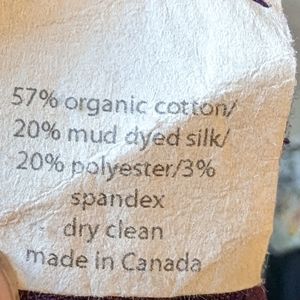 57% organic cotton/
20% mud dyed silk/
20% polyester/3%
spandex
dry clean
made in Canada